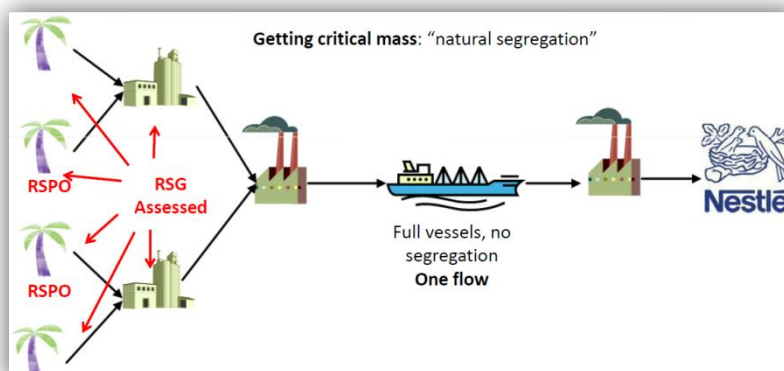 Getting critical mass: “natural segregation”
RSPO
RSG
Assessed
RSPO
Full vessels, no
segregation
One flow
Nestlé